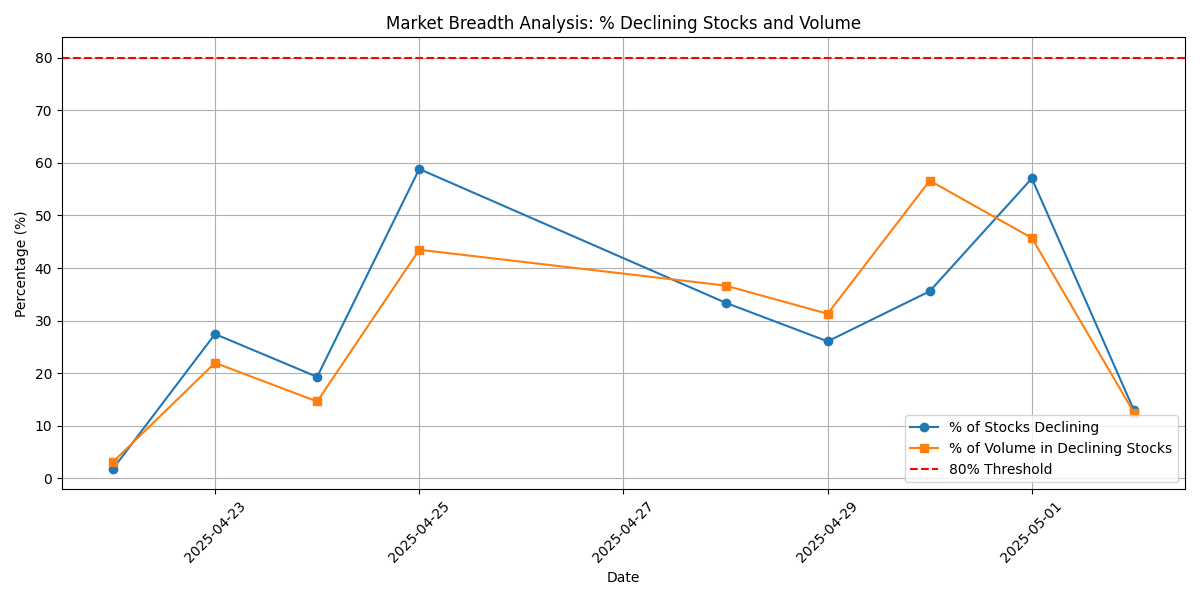 Market Breadth Analysis: % Declining Stocks and Volume
Percentage (%)
80
70
60
50
40
30
20
10
0
% of Stocks Declining
% of Volume in Declining Stocks
80% Threshold
2025-04-23
2025-04-25
2025-04-27
2025-04-29
2025-05-01
Date